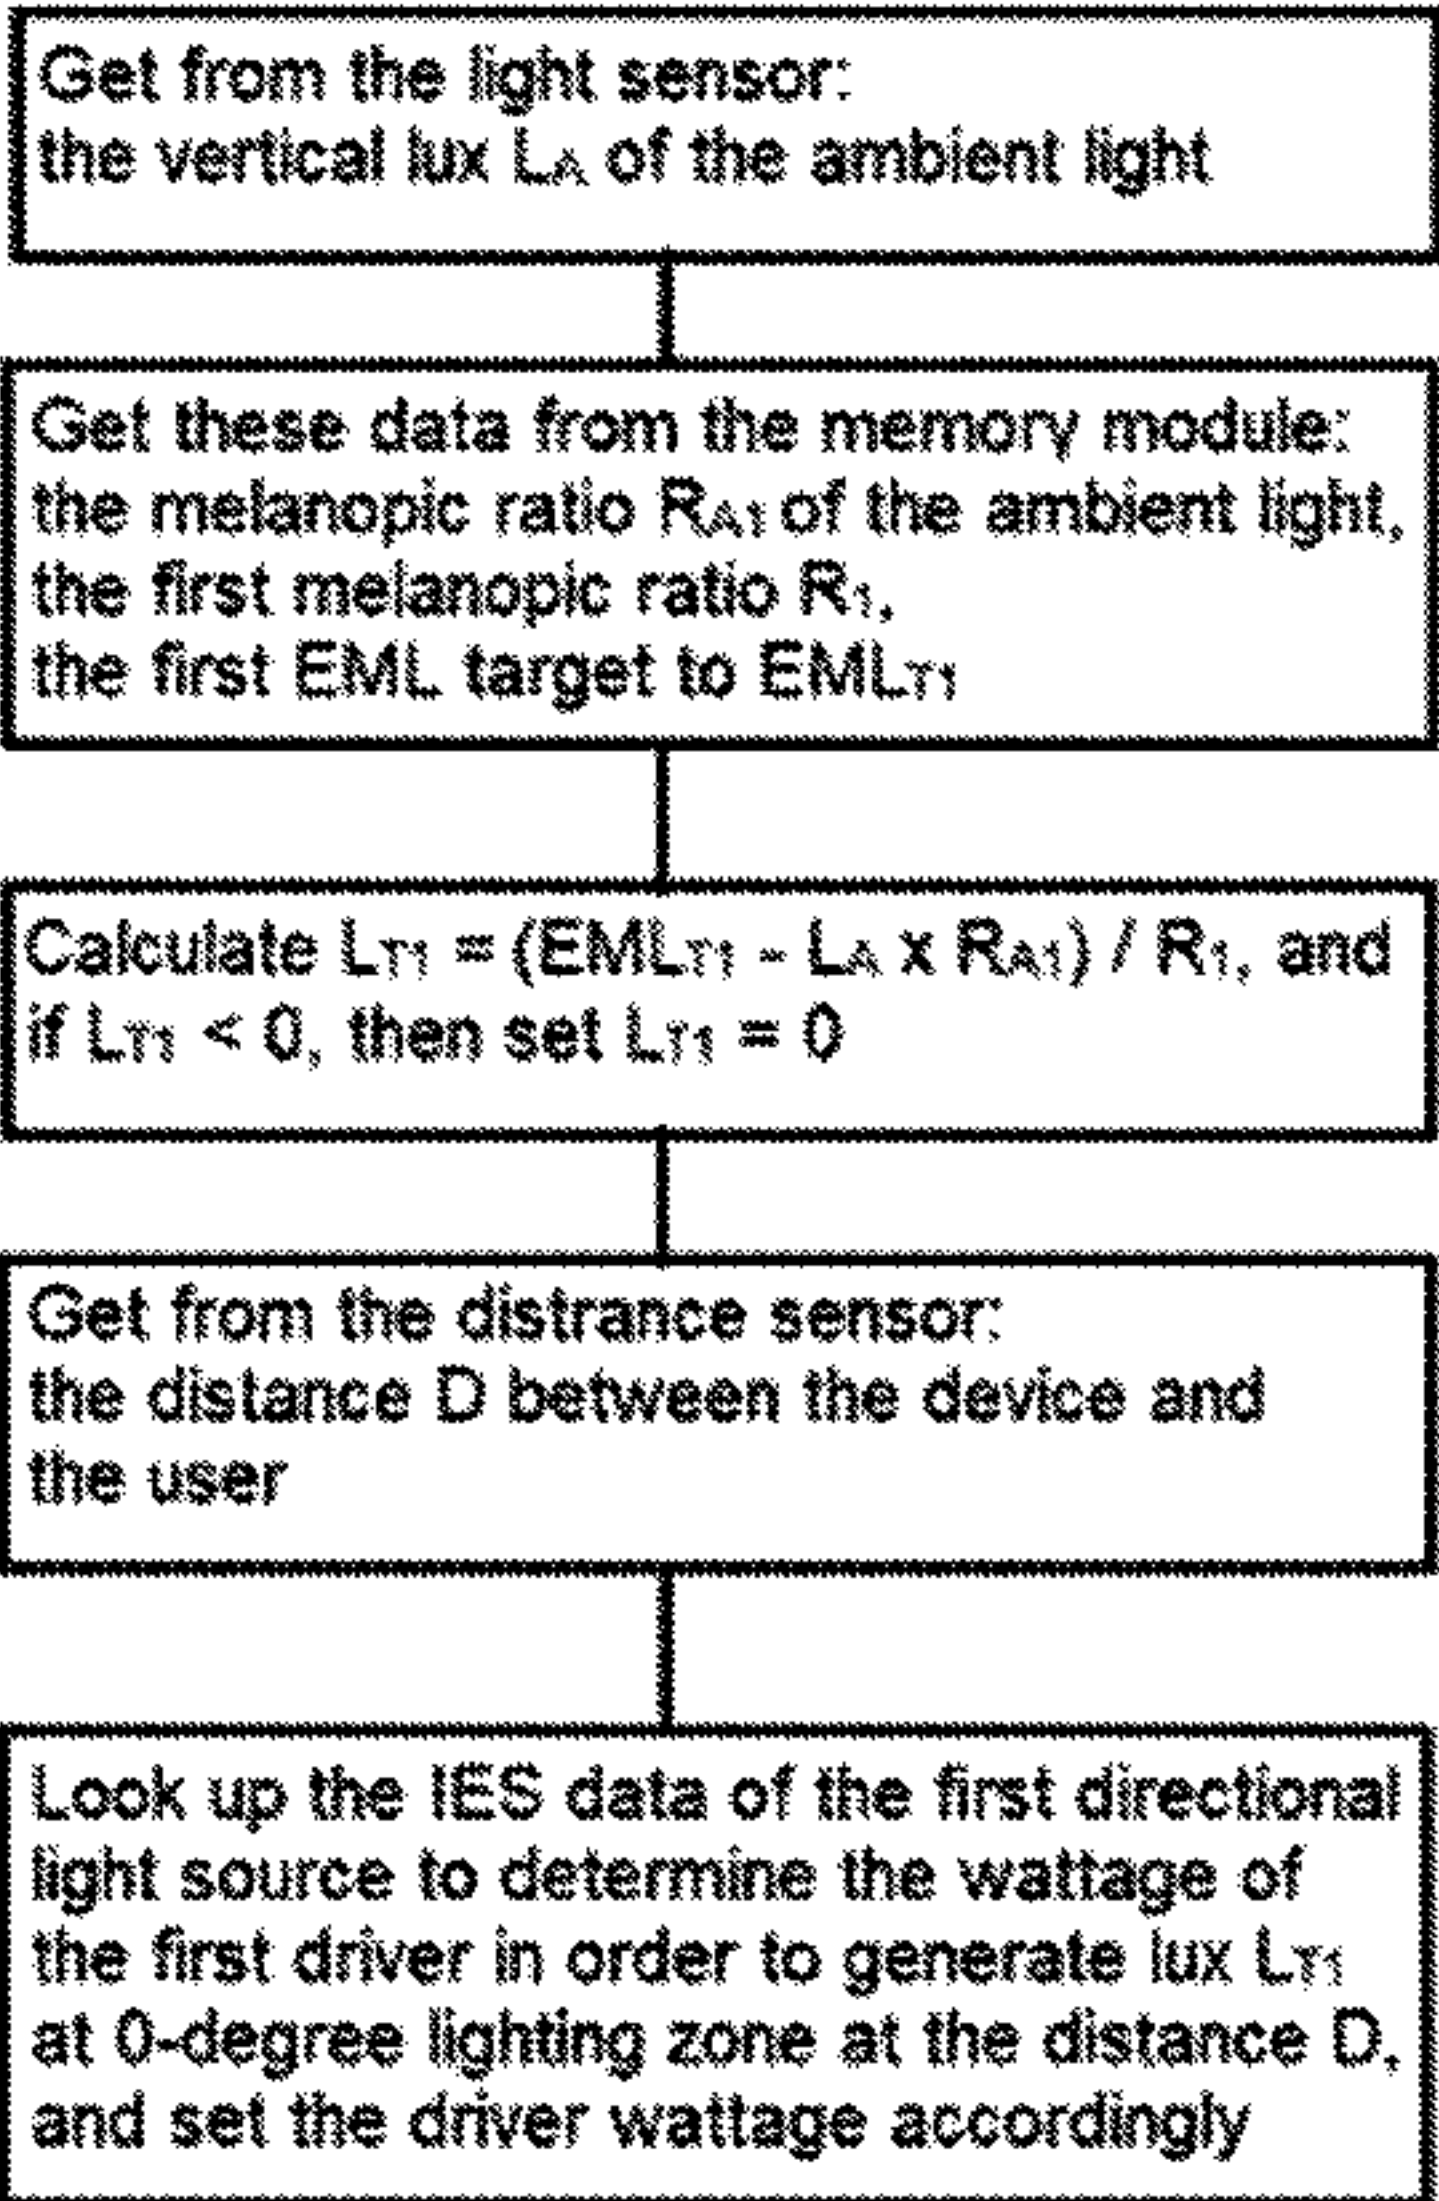 Get from the light sensor:
the vertical lux LA of the ambient light
Get these data from the memory module:
the melanopic ratio RA1 of the ambient light,
the first melanopic ratio R1,
the first EML target to EMLT1
Calculate LT1 = (EMLT1 - LA x RA1) / R1, and
if LT1 < 0, then set LT1 = 0
Get from the distrance sensor:
the distance D between the device and
the user
Look up the IES data of the first directional
light source to determine the wattage of
the first driver in order to generate lux LT1
at 0-degree lighting zone at the distance D,
and set the driver wattage accordingly